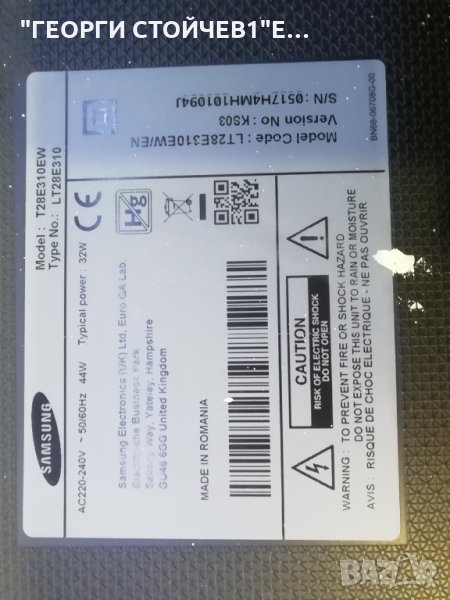 "ГЕОРГИ СТОЙЧЕВ1"Е...
SAMSUNG
Model : T28E310EW
Type No.: LT28E310
AC220-240V ~ 50/60Hz 44W Typical power : 32W
Samsung Electronics (UK) Ltd. Euro QA Lab.
Blackbushe Business Park
Saxony Way, Yateley, Hampshire
GU46 6GG United Kingdom
MADE IN ROMANIA
CE
Hg
Model Code : LT28E310EW/EN
Version No : KS03
S/N : 0517H4MH101094J
BN68-06708G-00
CAUTION
RISK OF ELECTRIC SHOCK
DO NOT OPEN
WARNING : TO PREVENT FIRE OR SHOCK HAZARD
DO NOT EXPOSE THIS UNIT TO RAIN OR MOISTURE
AVIS : RISQUE DE CHOC ELECTRIQUE - NE PAS OUVRIR
BAZAR